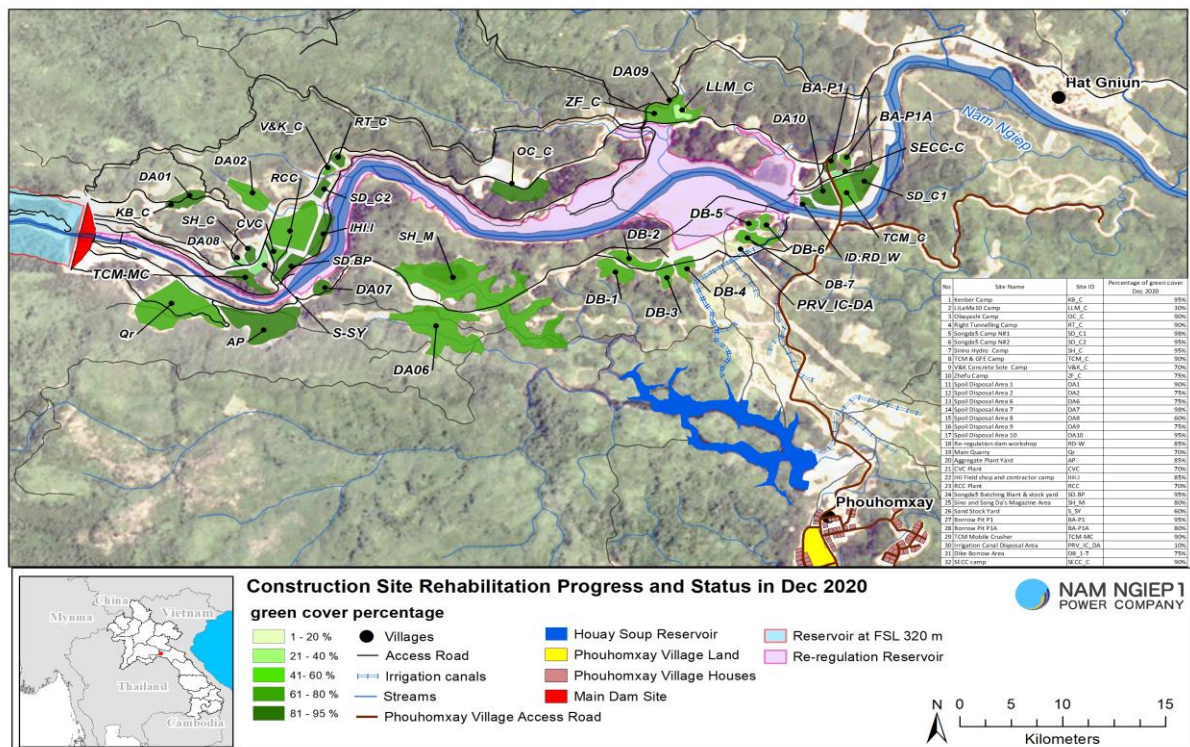 DA09
LLM_C
ZF_C
BA-P1
DA10
BA-P1A
SECC-C
Hat Gniun
Nam Ngiep
V&K_C
RT_C
OC_C
DA02
RCC
DA01
SD_C2
KB_C
SH_C
CVC
IHI.I
SH_M
DB-2
DB-5
SD_C1
TCM_C
DA08
SD.BP
DB-6
ID:RD_W
TCM-MC
DA07
DB-1
DB-3
DB-4
DB-7
PRV_IC-DA
Qr
AP
S-SY
DA06
Phouhomxay
No Site Name Site ID Percentage of green cover Dec 2020
1 Kenber Camp KB_C 95%
2 LiLaMa10 Camp LLM_C 30%
3 Obayashi Camp OC_C 90%
4 Right Tunnelling Camp RT_C 90%
5 Songda5 Camp N#1 SD_C1 98%
6 Songda5 Camp N#2 SD_C2 95%
7 Sinno Hydro Camp SH_C 95%
8 TCM & GFE Camp TCM_C 90%
9 V&K Concrete Sole Camp V&K_C 70%
10 Zhefu Camp ZF_C 75%
11 Spoil Disposal Area 1 DA1 90%
12 Spoil Disposal Area 2 DA2 75%
13 Spoil Disposal Area 6 DA6 75%
14 Spoil Disposal Area 7 DA7 98%
15 Spoil Disposal Area 8 DA8 60%
16 Spoil Disposal Area 9 DA9 75%
17 Spoil Disposal Area 10 DA10 95%
18 Re-regulation dam workshop RD-W 85%
19 Main Quarry Qr 70%
20 Aggregate Plant Yard AP 85%
21 CVC Plant CVC 70%
22 IHI Field shop and contractor camp IHI.I 85%
23 RCC Plant RCC 70%
24 Songda5 Batching Blant & stock yard SD.BP 95%
25 Sino and Song Da's Magazine Area SH_M 80%
26 Sand Stock Yard S_SY 60%
27 Borrow Pit P1 BA-P1 95%
28 Borrow Pit P1A BA-P1A 80%
29 TCM Mobile Crusher TCM-MC 90%
30 Irrigation Canal Disposal Area PRV_IC_DA 10%
31 Dike Borrow Area DB_1-7 75%
32 SECC camp SECC_C 90%
China
Mynma
Vietnam
Thailand
Cambodia
Construction Site Rehabilitation Progress and Status in Dec 2020
green cover percentage
1 - 20 %
21 - 40 %
41- 60 %
61 - 80 %
81 - 95 %
Villages
Access Road
Irrigation canals
Streams
Phouhomxay Village Access Road
Houay Soup Reservoir
Phouhomxay Village Land
Phouhomxay Village Houses
Main Dam Site
Reservoir at FSL 320 m
Re-regulation Reservoir
NAM NGIEP 1
POWER COMPANY
N
0 5 10 15
Kilometers